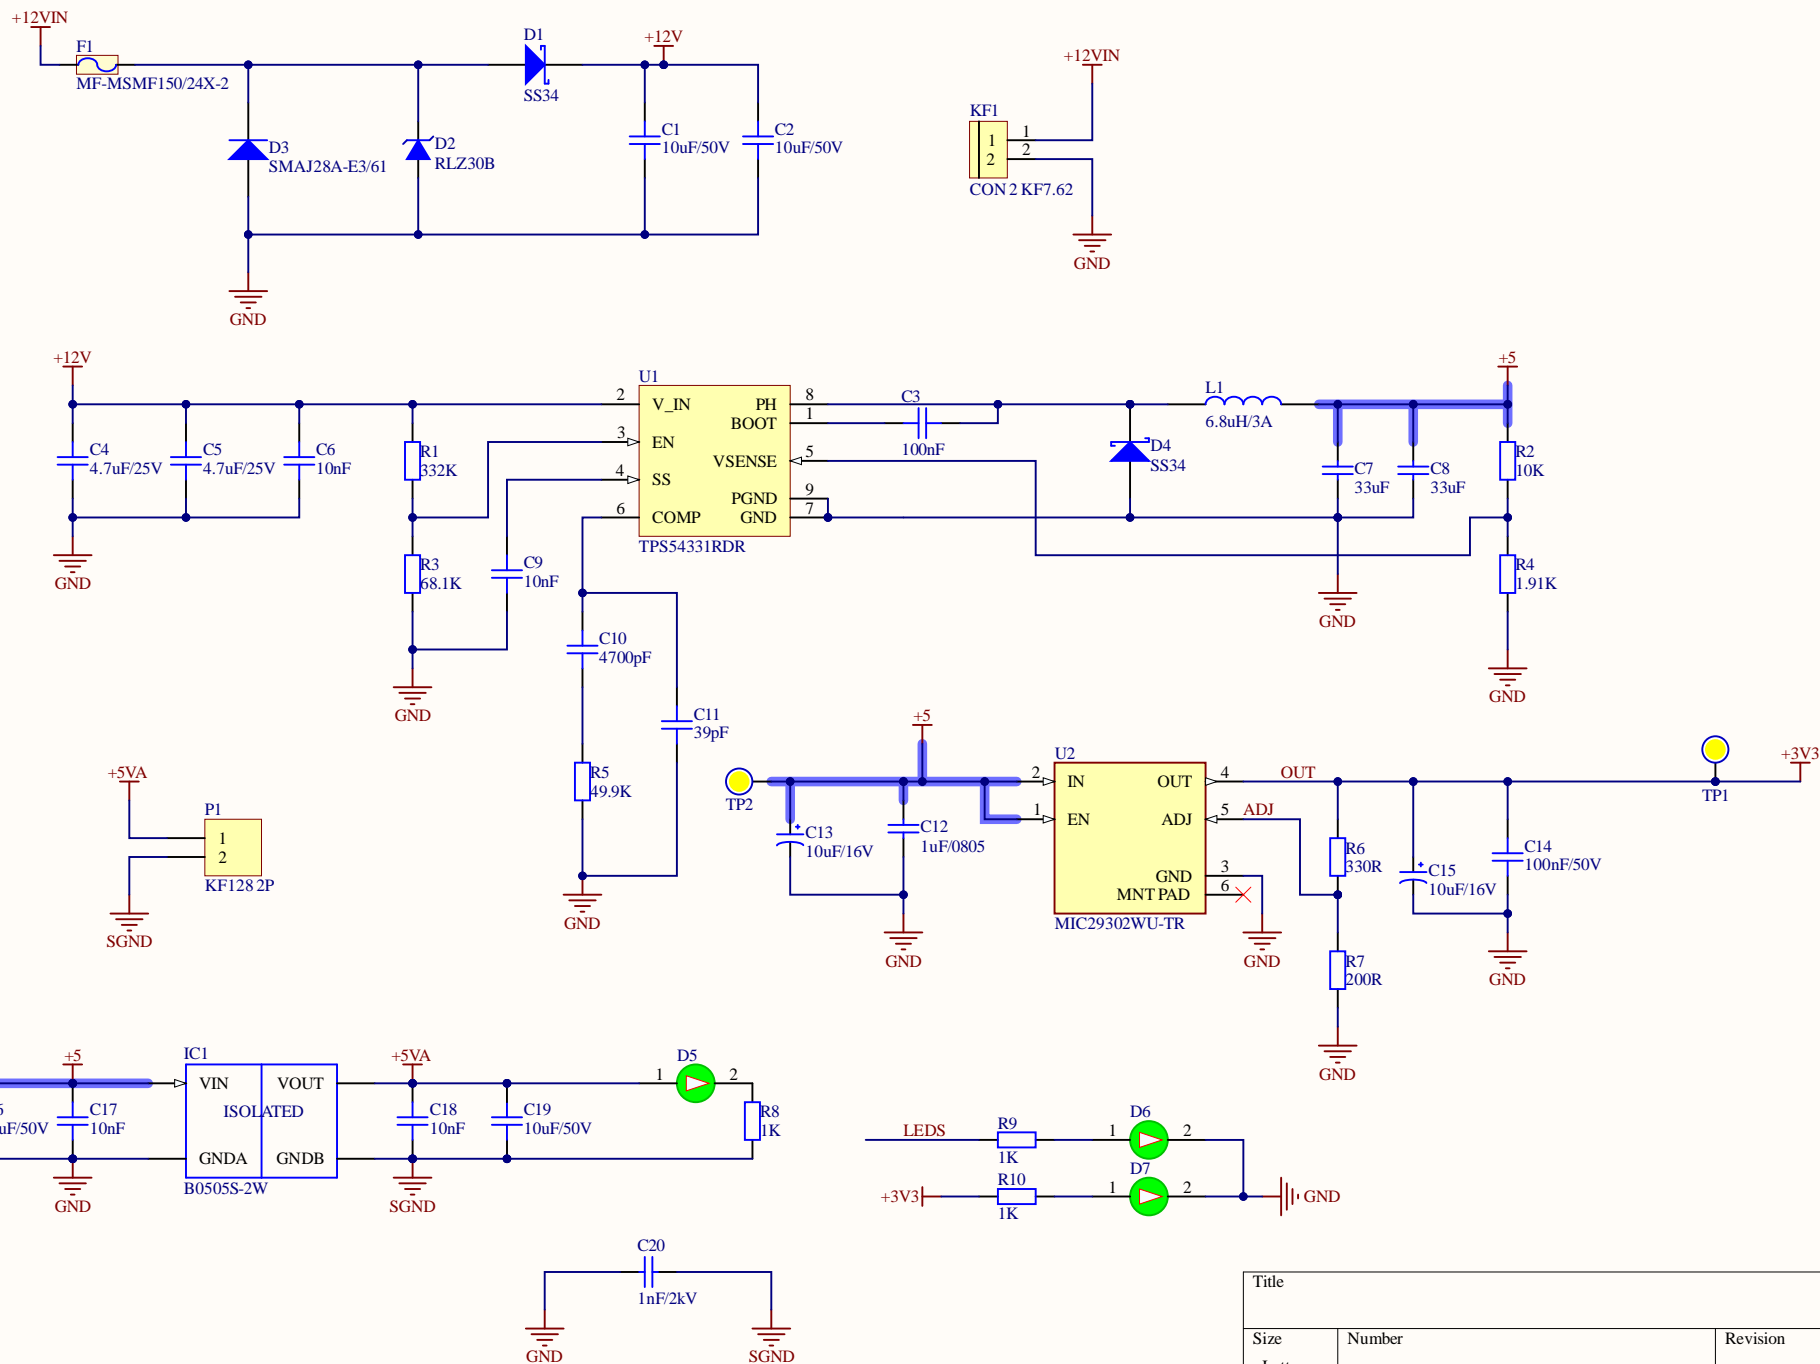 +12VIN
F1
MF-MSMF150/24X-2
D1
SS34
+12V
D3
SMAJ28A-E3/61
D2
RLZ30B
C1
10uF/50V
C2
10uF/50V
GND
+12VIN
KF1
1
2
1
2
CON 2 KF7.62
GND
+12V
C4
4.7uF/25V
C5
4.7uF/25V
C6
10nF
GND
R1
332K
R3
68.1K
GND
C9
10nF
U1
2
V_IN
3
EN
4
SS
6
COMP
PH
8
BOOT
1
VSENSE
5
PGND
9
GND
7
TPS54331RDR
C3
100nF
D4
SS34
L1
6.8uH/3A
+5
C7
33uF
C8
33uF
GND
R2
10K
R4
1.91K
GND
C10
4700pF
C11
39pF
R5
49.9K
GND
+5VA
P1
1
2
KF128 2P
SGND
TP2
+5
C13
10uF/16V
C12
1uF/0805
GND
U2
2
IN
1
EN
OUT
4
ADJ
5
GND
3
MNT PAD
6
MIC29302WU-TR
GND
OUT
ADJ
R6
330R
R7
200R
GND
C15
10uF/16V
C14
100nF/50V
GND
TP1
+3V3
6
uF/50V
+5
C17
10nF
GND
IC1
VIN
VOUT
ISOLATED
GNDA
GNDB
B0505S-2W
+5VA
C18
10nF
SGND
C19
10uF/50V
D5
1
2
R8
1K
LEDS
R9
1K
D6
1
2
+3V3
R10
1K
D7
1
2
GND
C20
1nF/2kV
GND
SGND
Title
Size
Number
Revision